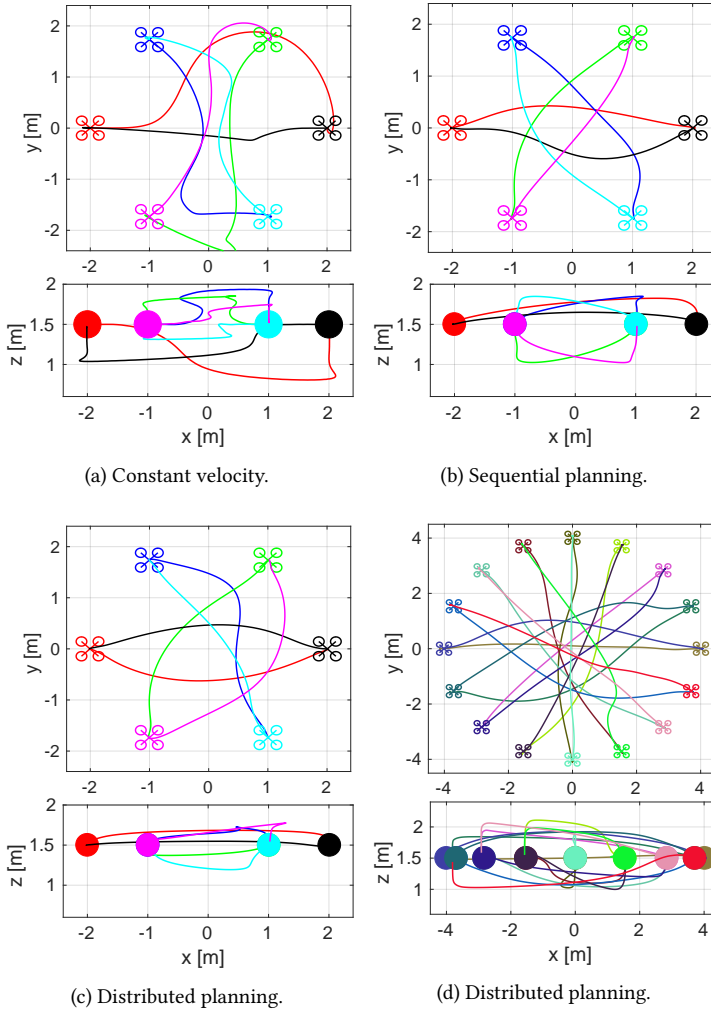 2
1
0
-1
-2
y [m]
-2 -1 0 1 2
2
1.5
1
z [m]
-2 -1 0 1 2
x [m]
(a) Constant velocity.
2
1
0
-1
-2
y [m]
-2 -1 0 1 2
2
1.5
1
z [m]
-2 -1 0 1 2
x [m]
(b) Sequential planning.
2
1
0
-1
-2
y [m]
-2 -1 0 1 2
2
1.5
1
z [m]
-2 -1 0 1 2
x [m]
(c) Distributed planning.
4
2
0
-2
-4
y [m]
-4 -2 0 2 4
2
1.5
1
z [m]
-4 -2 0 2 4
x [m]
(d) Distributed planning.